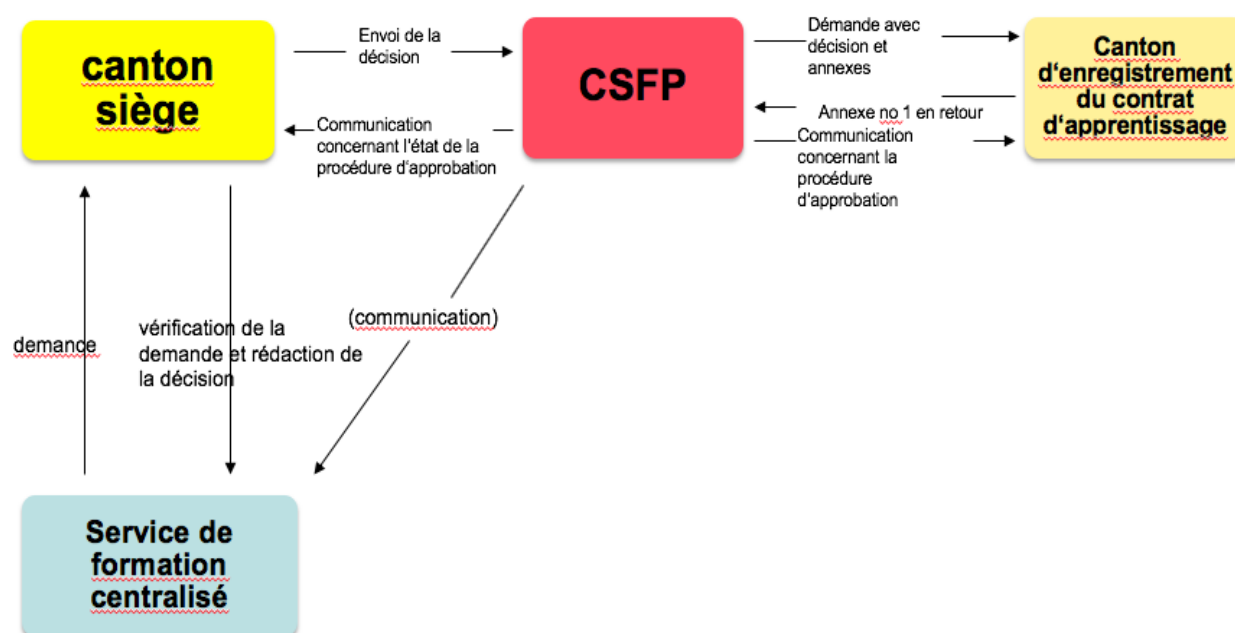 canton
siège
Envoi de la
décision
Communication
concernant l'état de la
procédure d'approbation
CSFP
Démande avec
décision et
annexes
Annexe no 1 en retour
Communication
concernant la
procédure
d'approbation
Canton
d'enregistrement
du contrat
d'apprentissage
demande
vérification de la
demande et rédaction de
la décision
(communication)
Service de
formation
centralisé